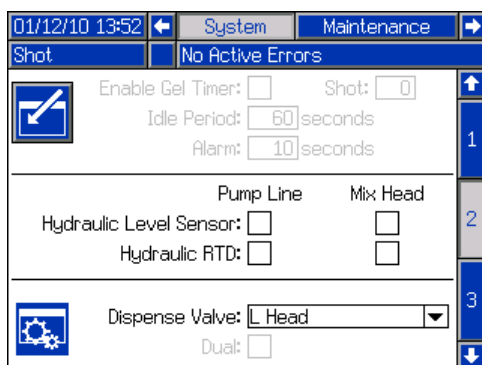 01/12/10 13:52 System Maintenance
Shot No Active Errors
Enable Gel Timer: Shot: 0
Idle Period: 60 seconds
Alarm: 10 seconds
1
Pump Line Mix Head
Hydraulic Level Sensor:
2
Hydraulic RTD:
3
Dispense Valve: L Head
Dual: